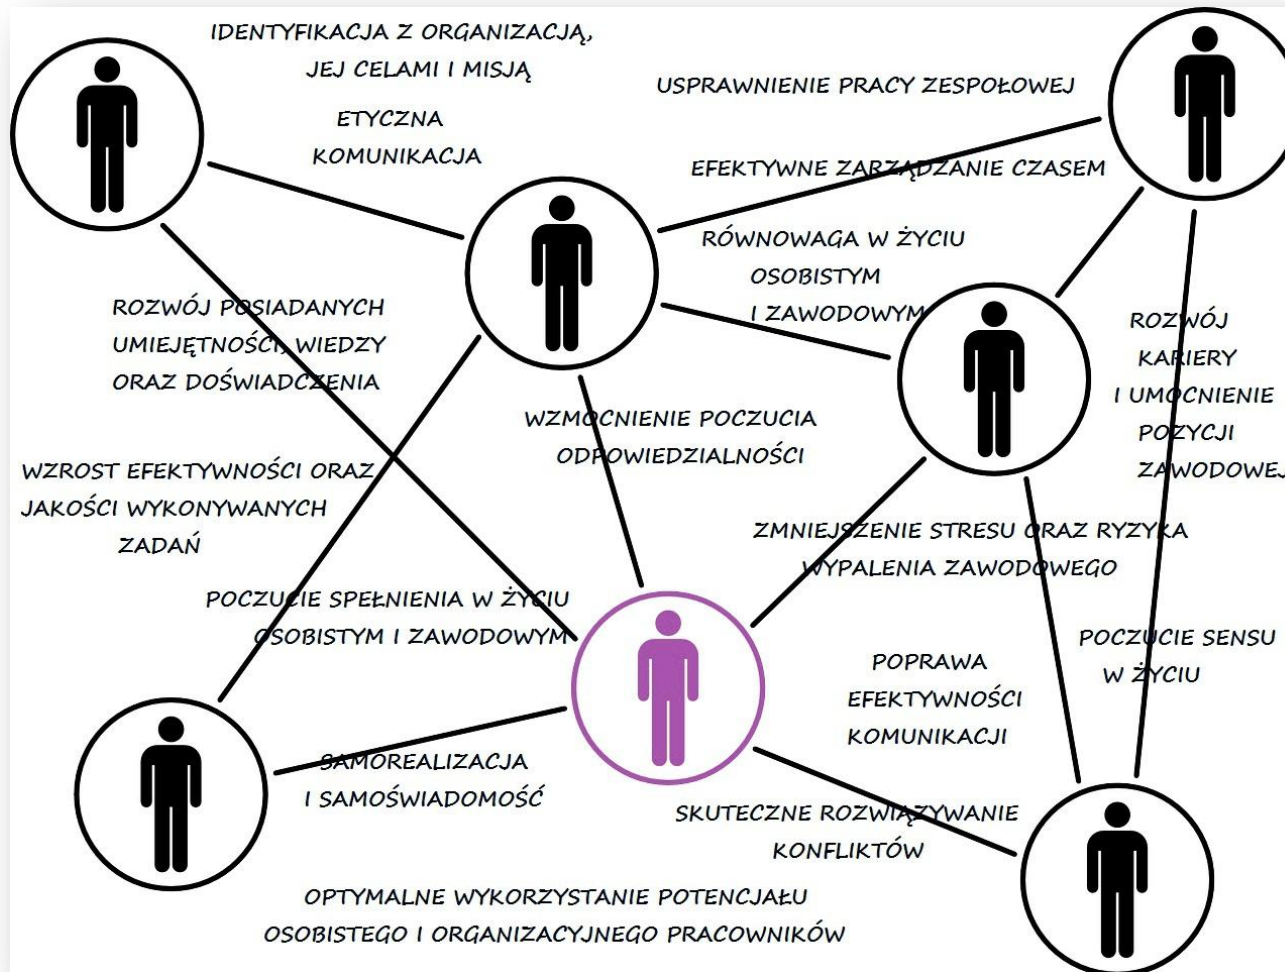 IDENTYFIKACJA Z ORGANIZACJĄ,
JEJ CELAMI I MISJĄ
ETYCZNA
KOMUNIKACJA
USPRAWNIENIE PRACY ZESPOŁOWEJ
EFEKTYWNE ZARZĄDZANIE CZASEM
RÓWNOWAGA W ŻYCIU
OSOBISTYM
I ZAWODOWYM
ROZWÓJ POSIADANYCH
UMIEJĘTNOŚCI, WIEDZY
ORAZ DOŚWIADCZENIA
ROZWÓJ
KARIERY
I UMOCNIENIE
POZYCJI
ZAWODOWEJ
WZMOCNIENIE POCZUCIA
ODPOWIEDZIALNOŚCI
WZROST EFEKTYWNOŚCI ORAZ
JAKOŚCI WYKONYWANYCH
ZADAŃ
ZMNIEJSZENIE STRESU ORAZ RYZYKA
WYPALENIA ZAWODOWEGO
POCZUCIE SPEŁNIENIA W ŻYCIU
OSOBISTYM I ZAWODOWYM
POCZUCIE SENSU
W ŻYCIU
POPRAWA
EFEKTYWNOŚCI
KOMUNIKACJI
SAMOREALIZACJA
I SAMOŚWIADOMOŚĆ
SKUTECZNE ROZWIĄZYWANIE
KONFLIKTÓW
OPTYMALNE WYKORZYSTANIE POTENCJAŁU
OSOBISTEGO I ORGANIZACYJNEGO PRACOWNIKÓW